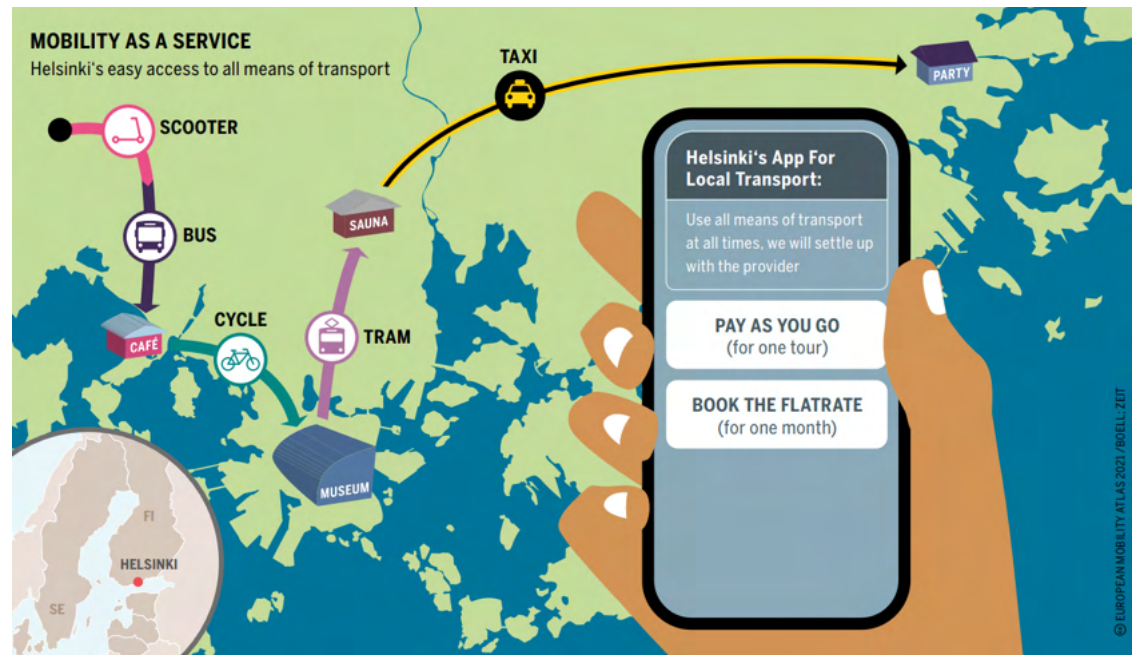 MOBILITY AS A SERVICE
Helsinki‘s easy access to all means of transport
TAXI
PARTY
SCOOTER
BUS
SAUNA
CAFÉ
CYCLE
TRAM
MUSEUM
Helsinki‘s App For
Local Transport:
Use all means of transport
at all times, we will settle up
with the provider
PAY AS YOU GO
(for one tour)
BOOK THE FLATRATE
(for one month)
FI
HELSINKI
SE
EUROPEAN MOBILITY ATLAS 2021/BOELL; ZEIT